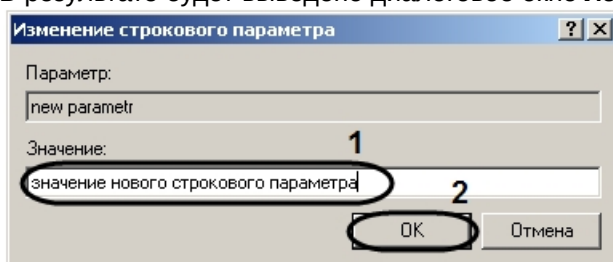 В результате будет выведено диалоговое окно
Изменение строкового параметра ? ×
Параметр:
new parametr
Значение: 1
значение нового строкового параметра
2
OK Отмена